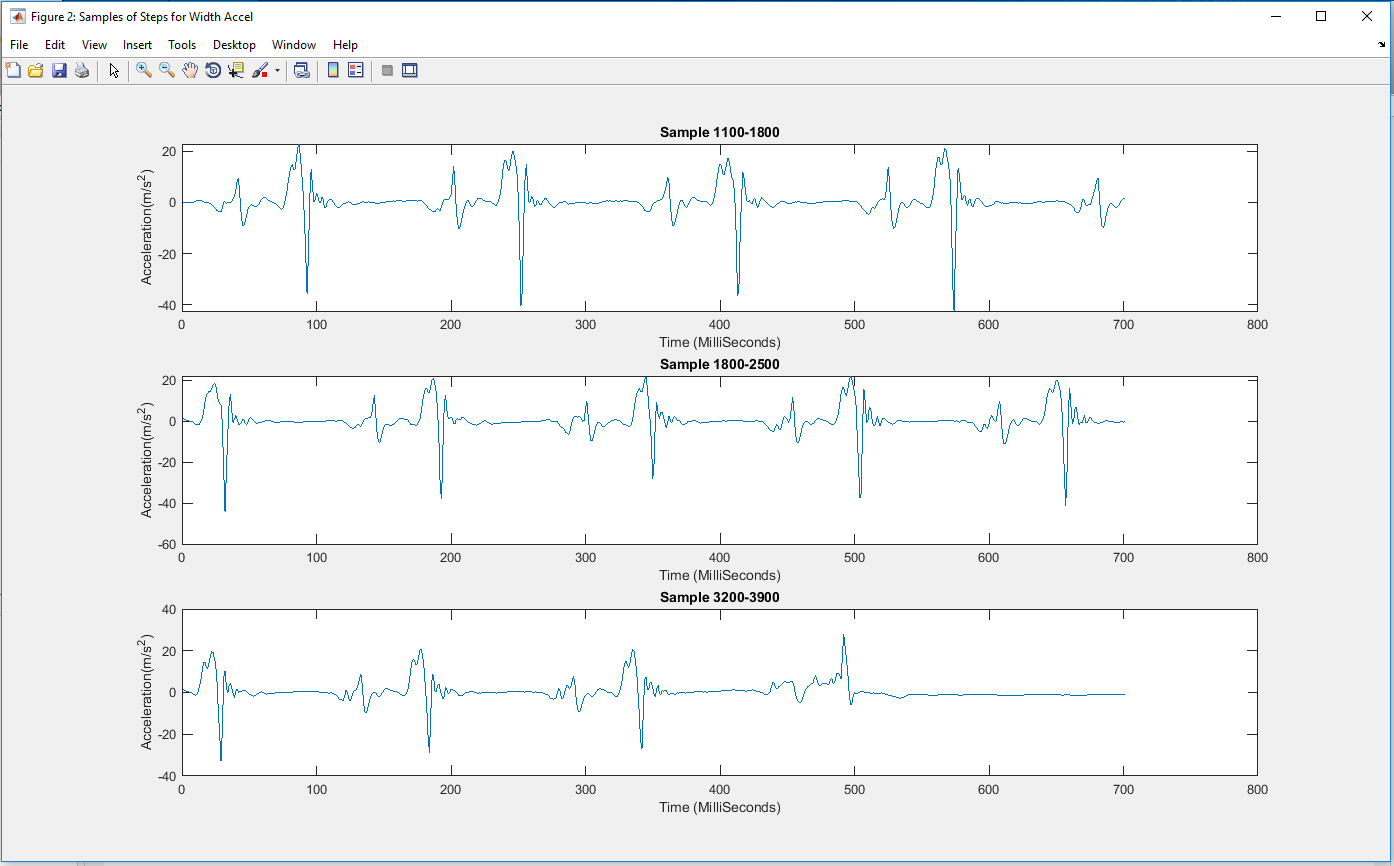 Figure 2: Samples of Steps for Width Accel
File Edit View Insert Tools Desktop Window Help
Sample 1100-1800
20
0
-20
-40
Acceleration(m/s²)
0 100 200 300 400 500 600 700 800
Time (MilliSeconds)
Sample 1800-2500
20
0
-20
-40
-60
Acceleration(m/s²)
0 100 200 300 400 500 600 700 800
Time (MilliSeconds)
Sample 3200-3900
40
20
0
-20
-40
Acceleration(m/s²)
0 100 200 300 400 500 600 700 800
Time (MilliSeconds)